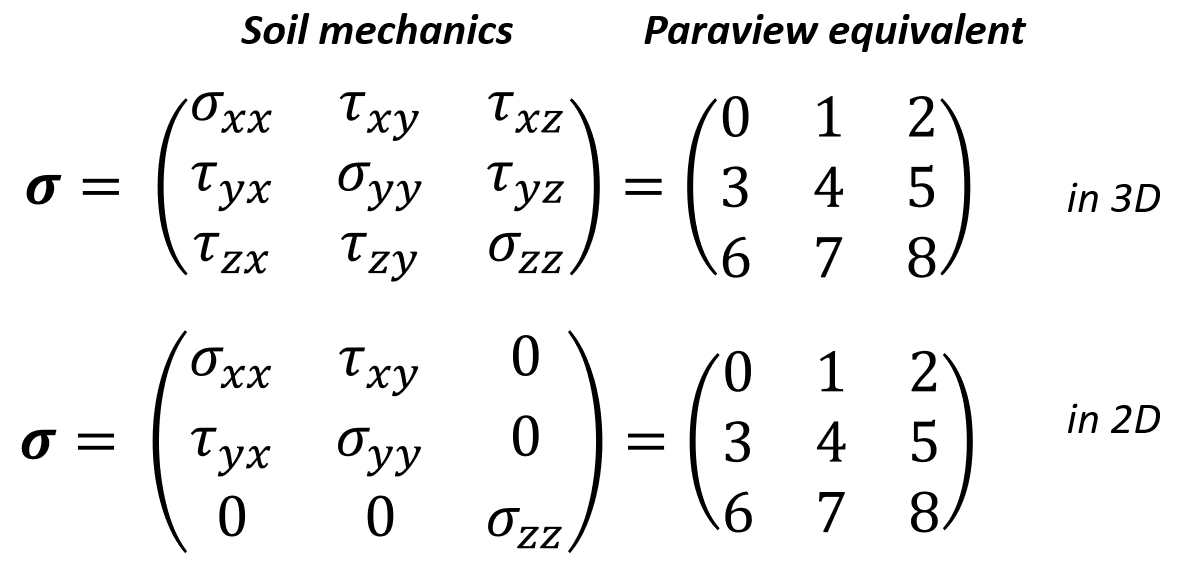 Soil mechanics Paraview equivalent
σxx τxy τxz 0 1 2
σ = τyx σyy τyz = 3 4 5 in 3D
τzx τzy σzz 6 7 8
σxx τxy 0 0 1 2
σ = τyx σyy 0 = 3 4 5 in 2D
0 0 σzz 6 7 8